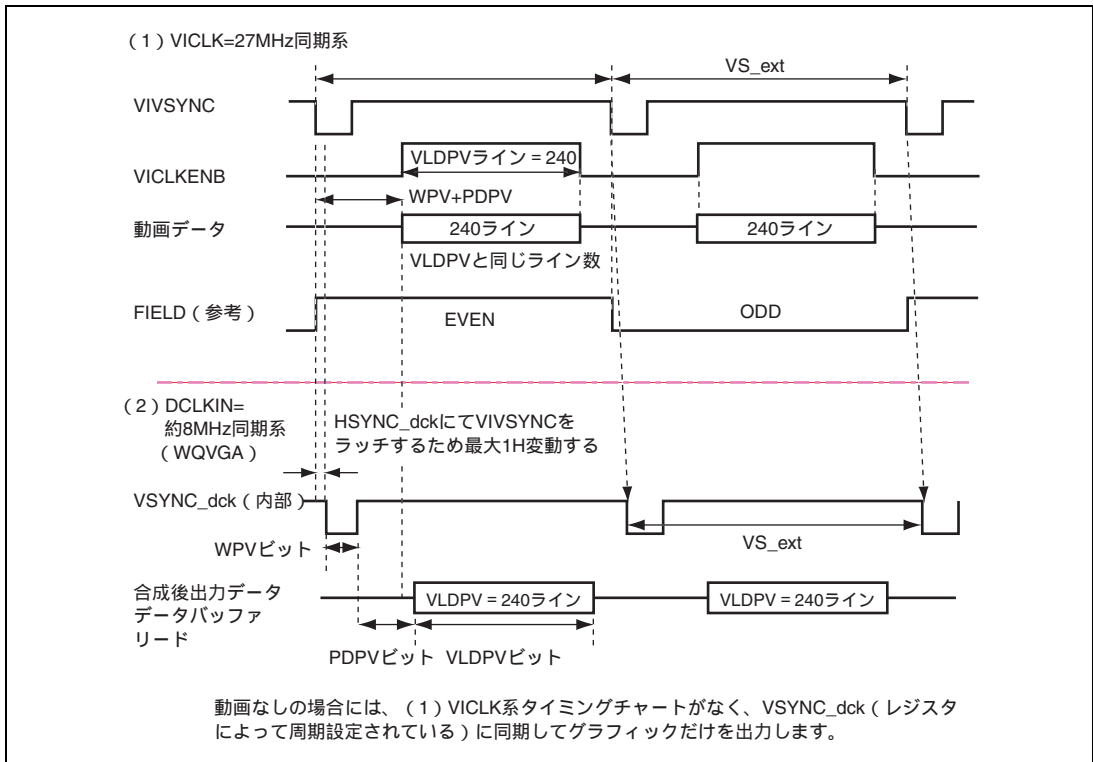 （1）VICLK=27MHz同期系
VS_ext
VIVSYNC
VLDPVライン = 240
VICLKENB
WPV+PDPV
動画データ
240ライン
240ライン
VLDPVと同じライン数
FIELD（参考）
EVEN
ODD
（2）DCLKIN=
約8MHz同期系
（WQVGA）
HSYNC_dckにてVIVSYNCを
ラッチするため最大1H変動する
VSYNC_dck（内部）
WPVビット
VS_ext
合成後出力データ
データバッファ
リード
VLDPV = 240ライン
VLDPV = 240ライン
PDPVビット VLDPVビット
動画なしの場合には、（1）VICLK系タイミングチャートがなく、VSYNC_dck（レジスタ
によって周期設定されている）に同期してグラフィックだけを出力します。